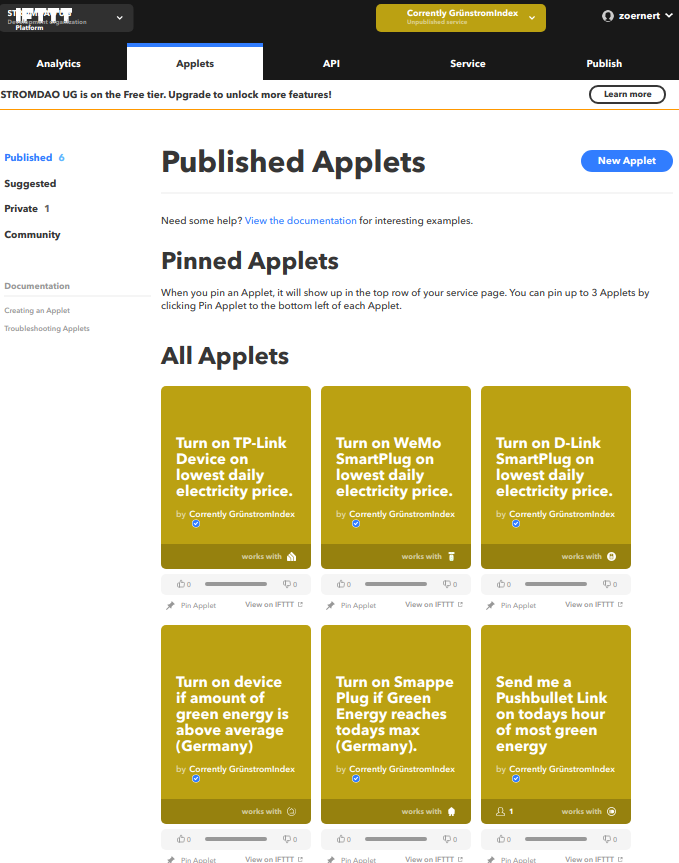 IFTTT
Platform
Corrently GrünstromIndex
Unpublished service
zoernert
Analytics
Applets
API
Service
Publish
STROMDAO UG is on the Free tier. Upgrade to unlock more features!
Learn more
Published 6
Suggested
Private 1
Community
Documentation
Creating an Applet
Troubleshooting Applets
Published Applets
New Applet
Need some help? View the documentation for interesting examples.
Pinned Applets
When you pin an Applet, it will show up in the top row of your service page. You can pin up to 3 Applets by
clicking Pin Applet to the bottom left of each Applet.
All Applets
Turn on TP-Link
Device on
lowest daily
electricity price.
by Corrently GrünstromIndex
works with
0 0
Pin Applet View on IFTTT
Turn on WeMo
SmartPlug on
lowest daily
electricity price.
by Corrently GrünstromIndex
works with
0 0
Pin Applet View on IFTTT
Turn on D-Link
SmartPlug on
lowest daily
electricity price.
by Corrently GrünstromIndex
works with
0 0
Pin Applet View on IFTTT
Turn on device
if amount of
green energy is
above average
(Germany)
by Corrently GrünstromIndex
works with
0 0
Pin Applet View on IFTTT
Turn on Smappe
Plug if Green
Energy reaches
todays max
(Germany).
by Corrently GrünstromIndex
works with
0 0
Pin Applet View on IFTTT
Send me a
Pushbullet Link
on todays hour
of most green
energy
by Corrently GrünstromIndex
1 works with
0 0
Pin Applet View on IFTTT